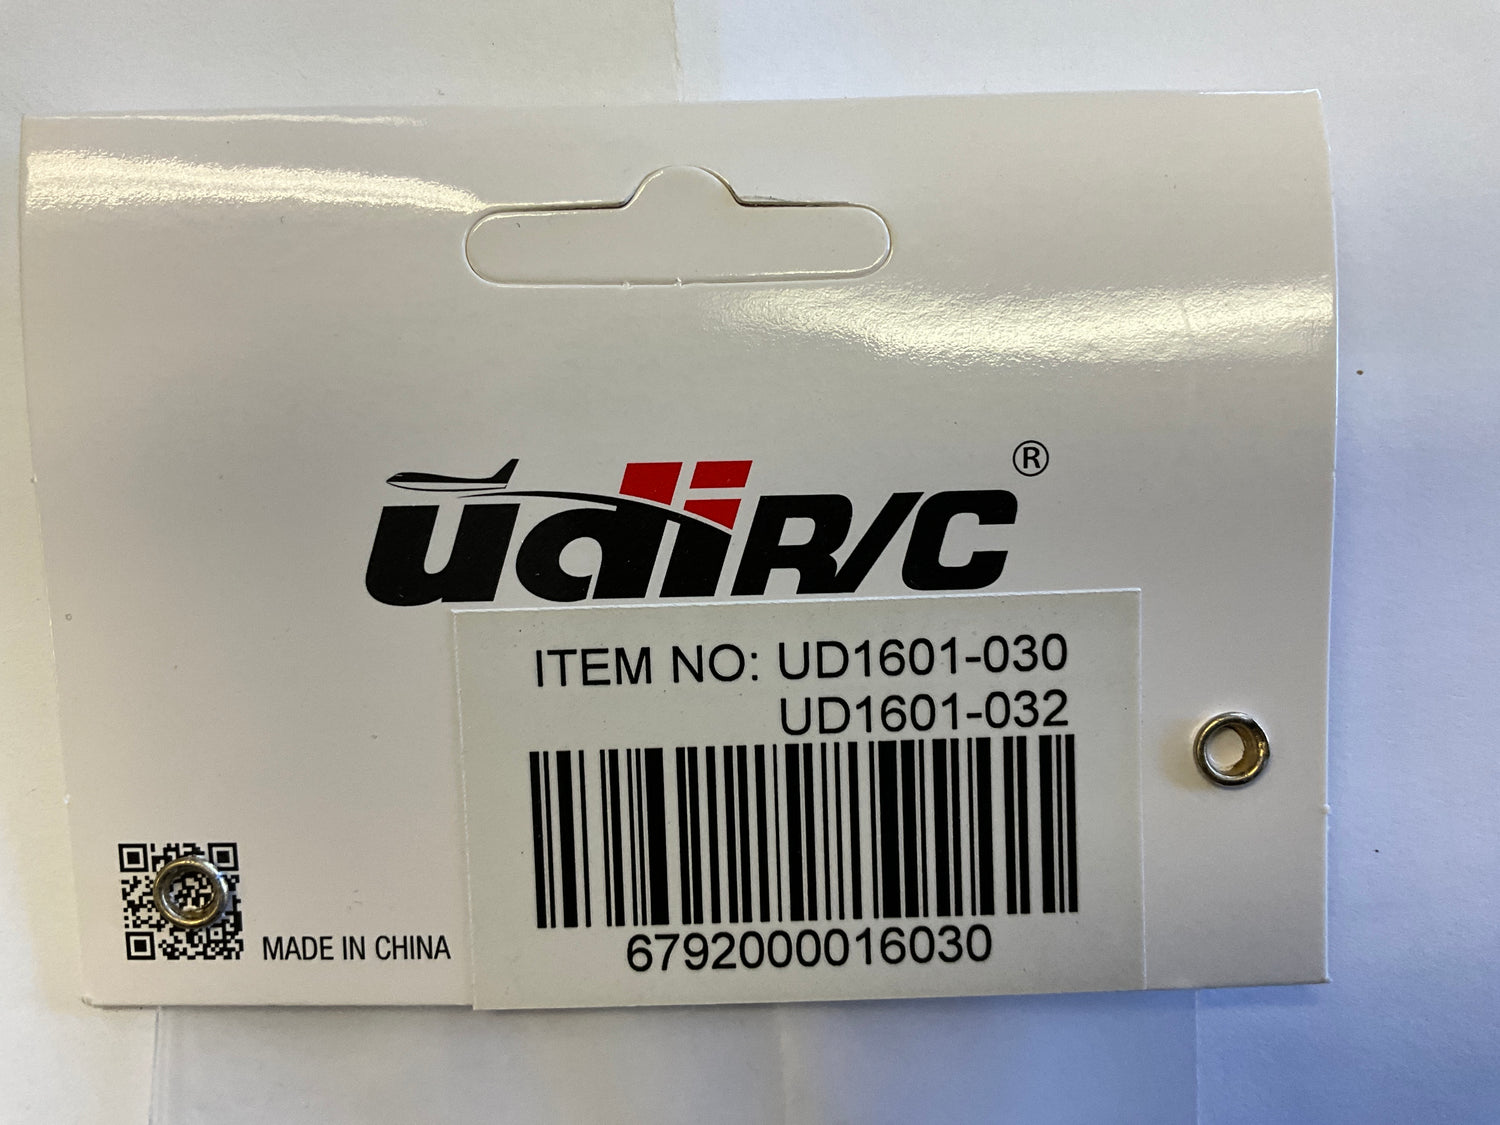 udiR/C®
ITEM NO: UD1601-030
UD1601-032
6792000016030
MADE IN CHINA